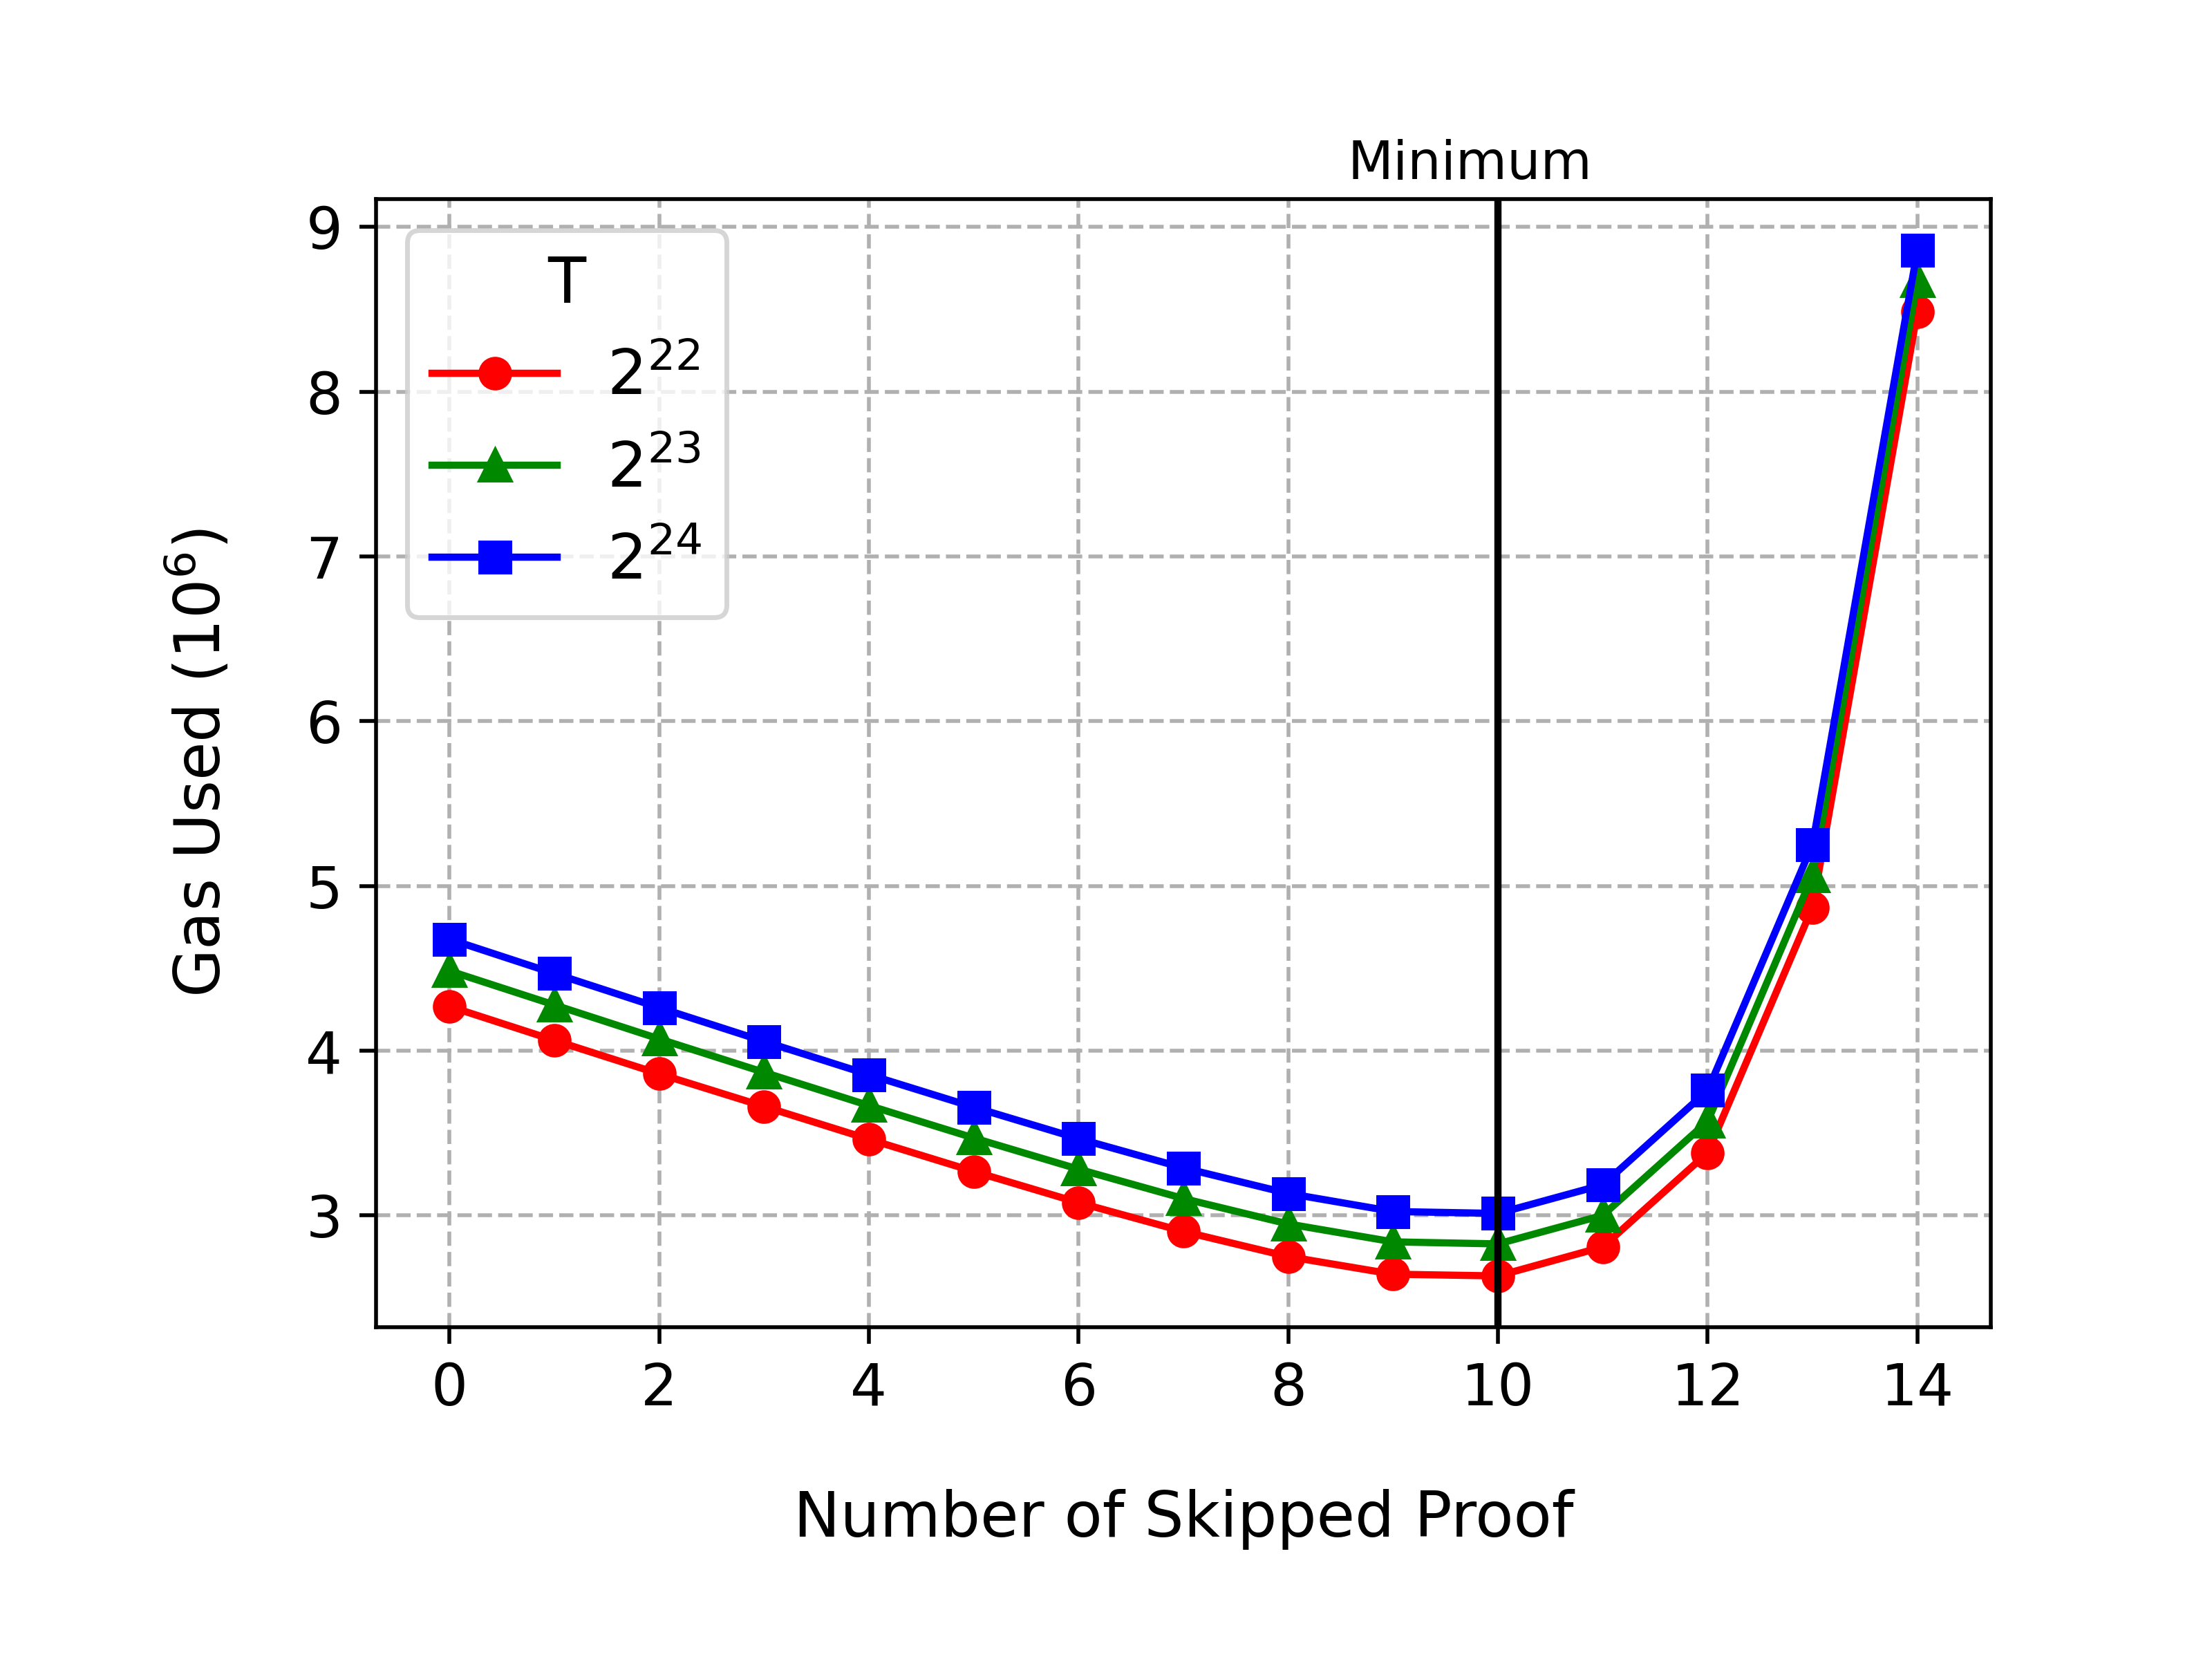 Minimum
9
8
7
6
5
4
3
Gas Used (10⁶)
T
2²²
2²³
2²⁴
0 2 4 6 8 10 12 14
Number of Skipped Proof